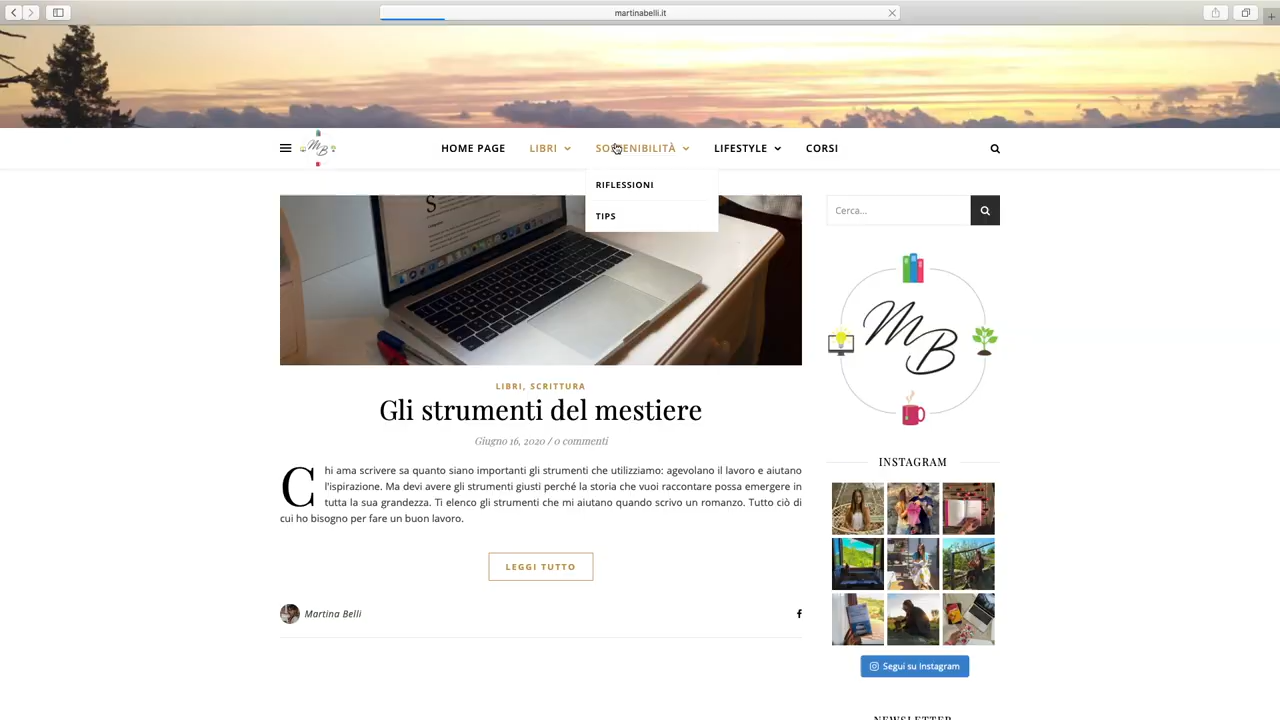 martinabelli.it
MB
HOME PAGE LIBRI SOSTENIBILITÀ LIFESTYLE CORSI
RIFLESSIONI
TIPS
Cerca...
MB
LIBRI, SCRITTURA
Gli strumenti del mestiere
Giugno 16, 2020 / 0 commenti
Chi ama scrivere sa quanto siano importanti gli strumenti che utilizziamo: agevolano il lavoro e aiutano
l'ispirazione. Ma devi avere gli strumenti giusti perché la storia che vuoi raccontare possa emergere in
tutta la sua grandezza. Ti elenco gli strumenti che mi aiutano quando scrivo un romanzo. Tutto ciò di
cui ho bisogno per fare un buon lavoro.
LEGGI TUTTO
Martina Belli
INSTAGRAM
Segui su Instagram
NEWSLETTER